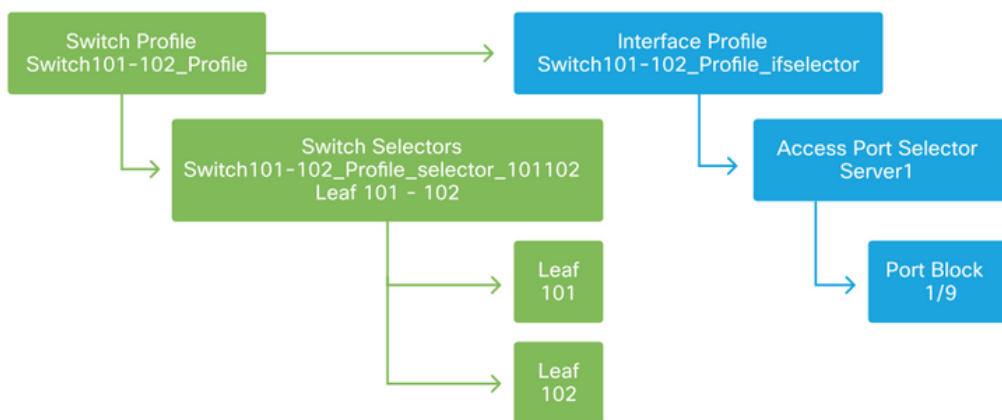 Switch Profile
Switch101-102_Profile
Interface Profile
Switch101-102_Profile_ifselector
Switch Selectors
Switch101-102_Profile_selector_101102
Leaf 101 - 102
Access Port Selector
Server1
Leaf
101
Port Block
1/9
Leaf
102